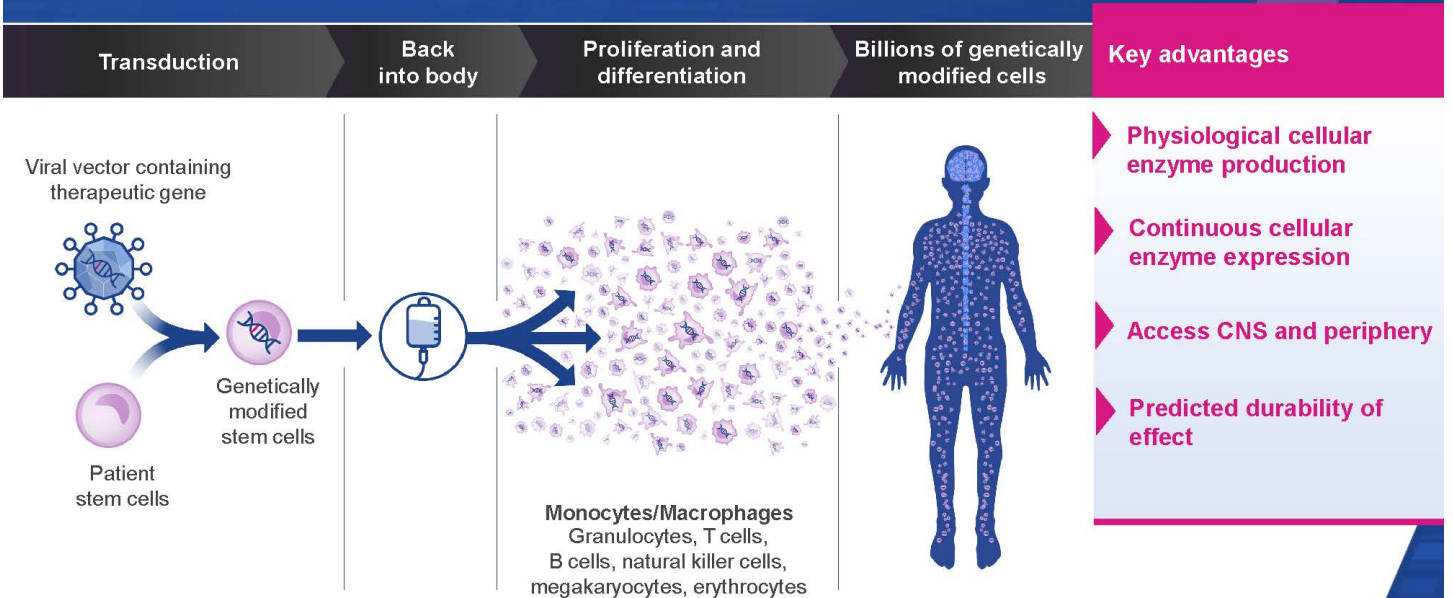 Transduction
Back
into body
Proliferation and
differentiation
Billions of genetically
modified cells
Key advantages
Viral vector containing
therapeutic gene
Patient
stem cells
Genetically
modified
stem cells
Monocytes/Macrophages
Granulocytes, T cells,
B cells, natural killer cells,
megakaryocytes, erythrocytes
Physiological cellular
enzyme production
Continuous cellular
enzyme expression
Access CNS and periphery
Predicted durability of
effect